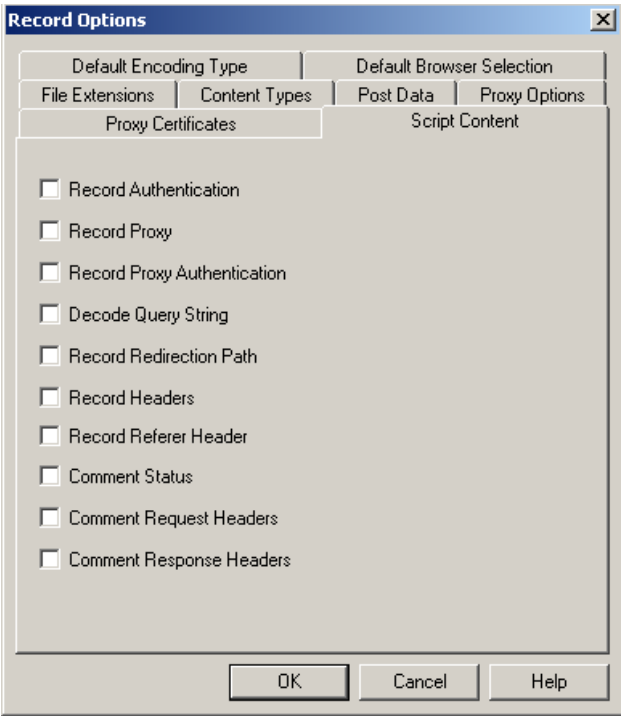 Record Options
Default Encoding Type Default Browser Selection
File Extensions Content Types Post Data Proxy Options
Proxy Certificates Script Content
Record Authentication
Record Proxy
Record Proxy Authentication
Decode Query String
Record Redirection Path
Record Headers
Record Referer Header
Comment Status
Comment Request Headers
Comment Response Headers
OK Cancel Help